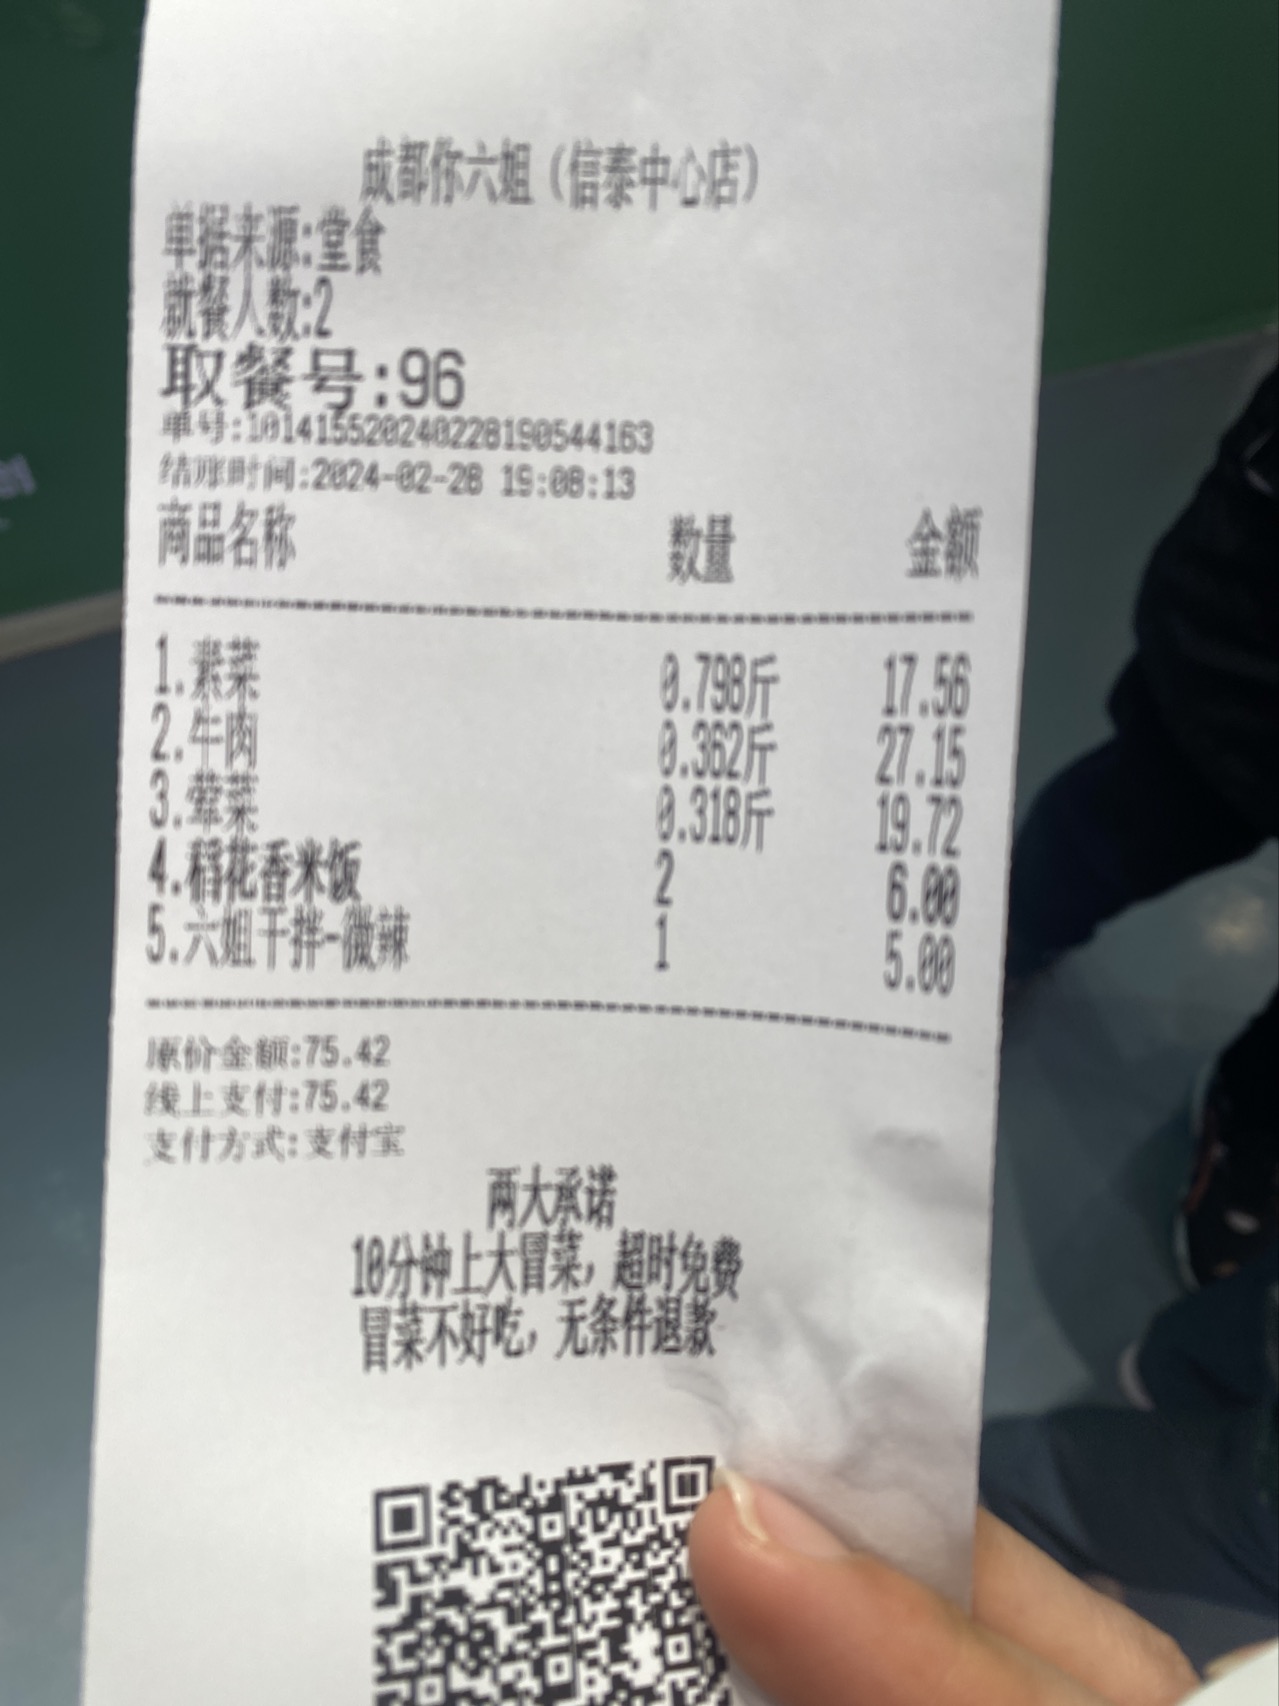 成都你六姐（信泰中心店）
单据来源:堂食
就餐人数:2
取餐号:96
单号:10141552024022819054​4163
结账时间:2024-02-28 19:08:13
商品名称 数量 金额
1.素菜 0.798斤 17.56
2.牛肉 0.362斤 27.15
3.荤菜 0.318斤 19.72
4.稻花香米饭 2 6.00
5.六姐干拌-微辣 1 5.00
原价金额:75.42
线上支付:75.42
支付方式:支付宝
两大承诺
10分钟上大冒菜，超时免费
冒菜不好吃，无条件退款